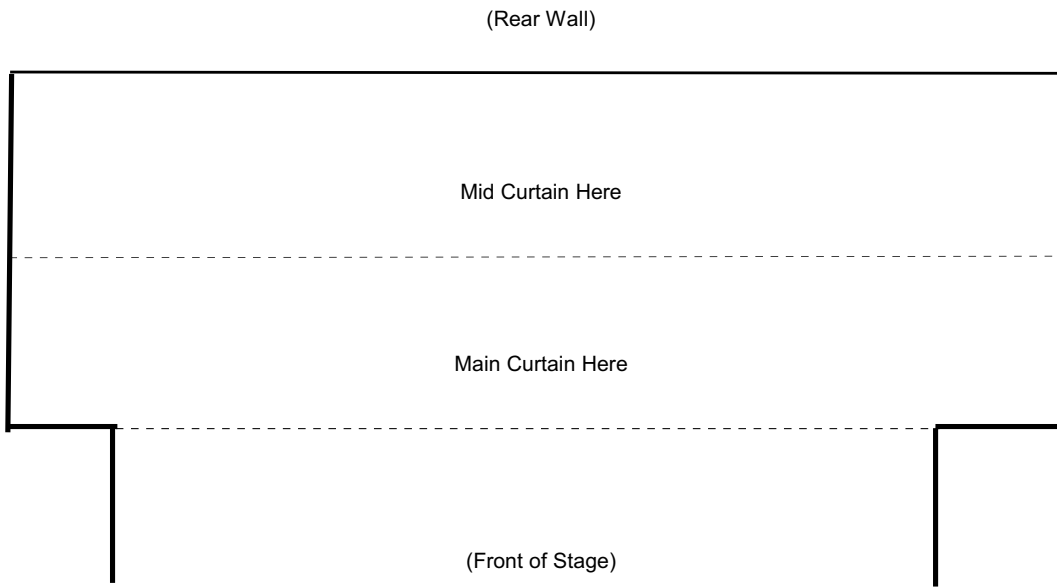 (Rear Wall)
Mid Curtain Here
Main Curtain Here
(Front of Stage)